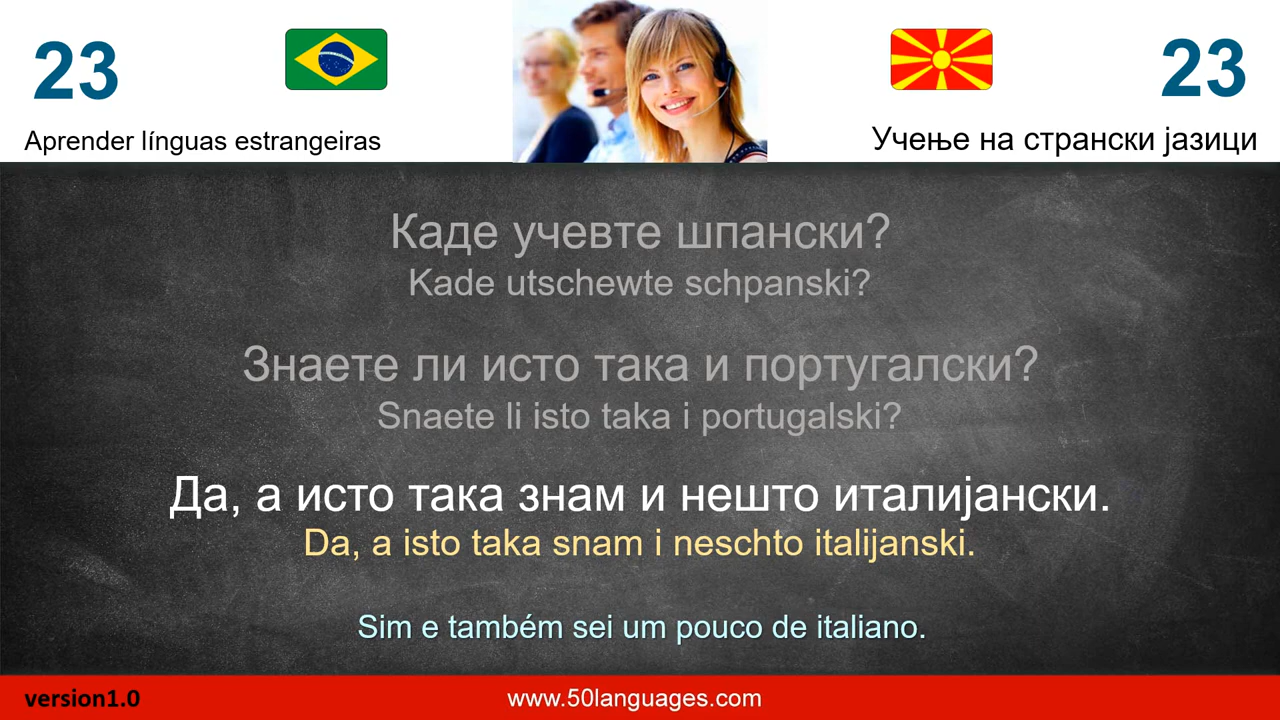 23
23
Aprender línguas estrangeiras
Учење на странски јазици
Каде учевте шпански?
Kade utschewte schpanski?
Знаете ли исто така и португалски?
Snaete li isto taka i portugalski?
Да, а исто така знам и нешто италијански.
Da, a isto taka snam i neschto italijanski.
Sim e também sei um pouco de italiano.
version1.0
www.50languages.com